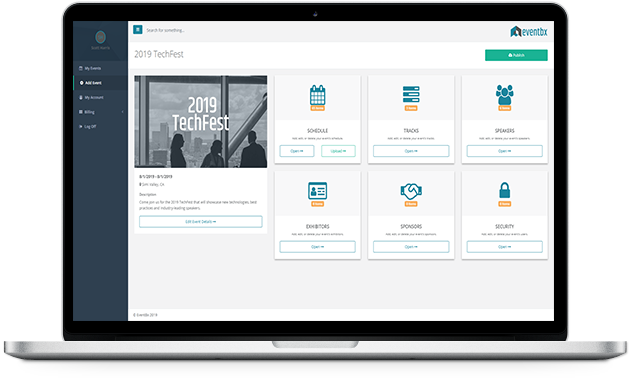 Search for something...
eventbx
2019 TechFest
Publish
My Events
Add Event
My Account
Billing
Log Off
2019
TechFest
8/1/2019 - 8/1/2019
Simi Valley, CA
Description:
Come join us for the 2019 TechFest that will showcase new technologies, best
practices and industry-leading speakers.
Edit Event Details
SCHEDULE
Open
Upload
TRACKS
Open
SPEAKERS
Open
EXHIBITORS
Open
SPONSORS
Open
SECURITY
Open
© Eventbx 2019